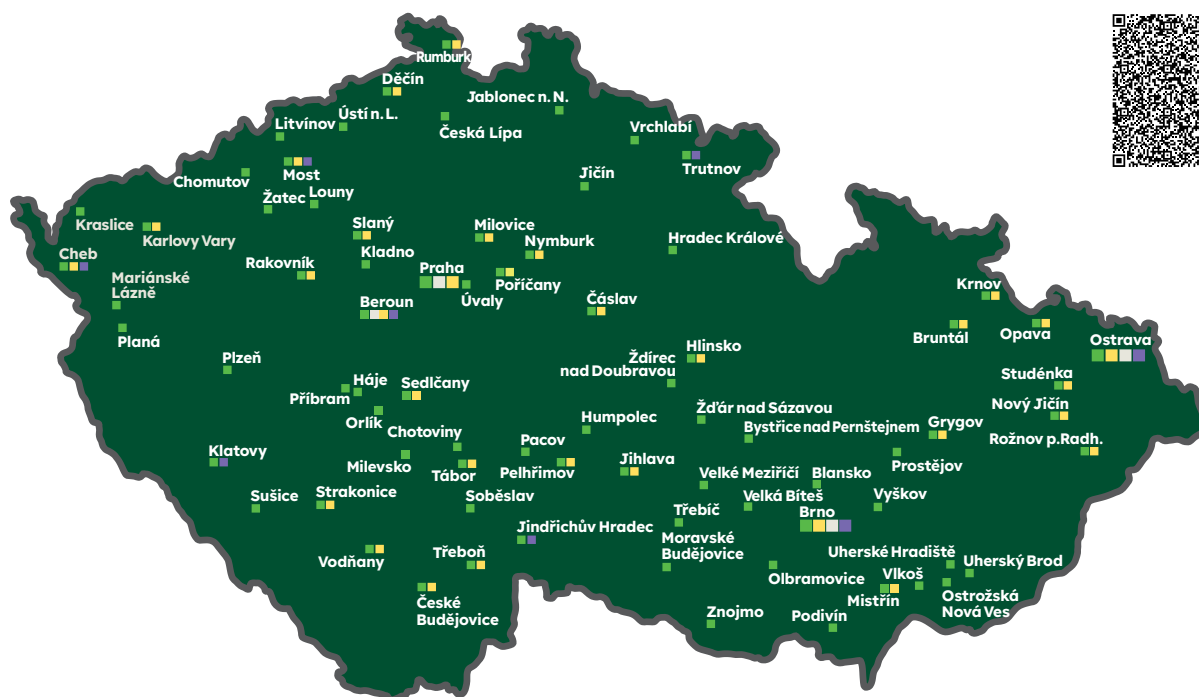 Rumburk
Děčín
Jablonec n. N.
Ústí n. L.
Litvínov
Česká Lípa
Vrchlabí
Trutnov
Most
Chomutov
Jičín
Žatec
Louny
Kraslice
Karlovy Vary
Slaný
Milovice
Nymburk
Hradec Králové
Cheb
Kladno
Rakovník
Praha
Poříčany
Úvaly
Mariánské
Lázně
Beroun
Čáslav
Krnov
Planá
Bruntál
Opava
Ostrava
Plzeň
Hlinsko
Ždírec
nad Doubravou
Studénka
Háje
Příbram
Sedlčany
Orlík
Nový Jičín
Humpolec
Žďár nad Sázavou
Bystřice nad Pernštejnem
Grygov
Rožnov p.Radh.
Chotoviny
Klatovy
Milevsko
Pacov
Tábor
Pelhřimov
Jihlava
Velké Meziříčí
Blansko
Prostějov
Sušice
Strakonice
Soběslav
Třebíč
Velká Bíteš
Brno
Vyškov
Jindřichův Hradec
Moravské
Budějovice
Vodňany
Třeboň
Uherské Hradiště
Uherský Brod
Olbramovice
Vlkoš
Mistřín
Ostrožská
Nová Ves
České
Budějovice
Znojmo
Podivín